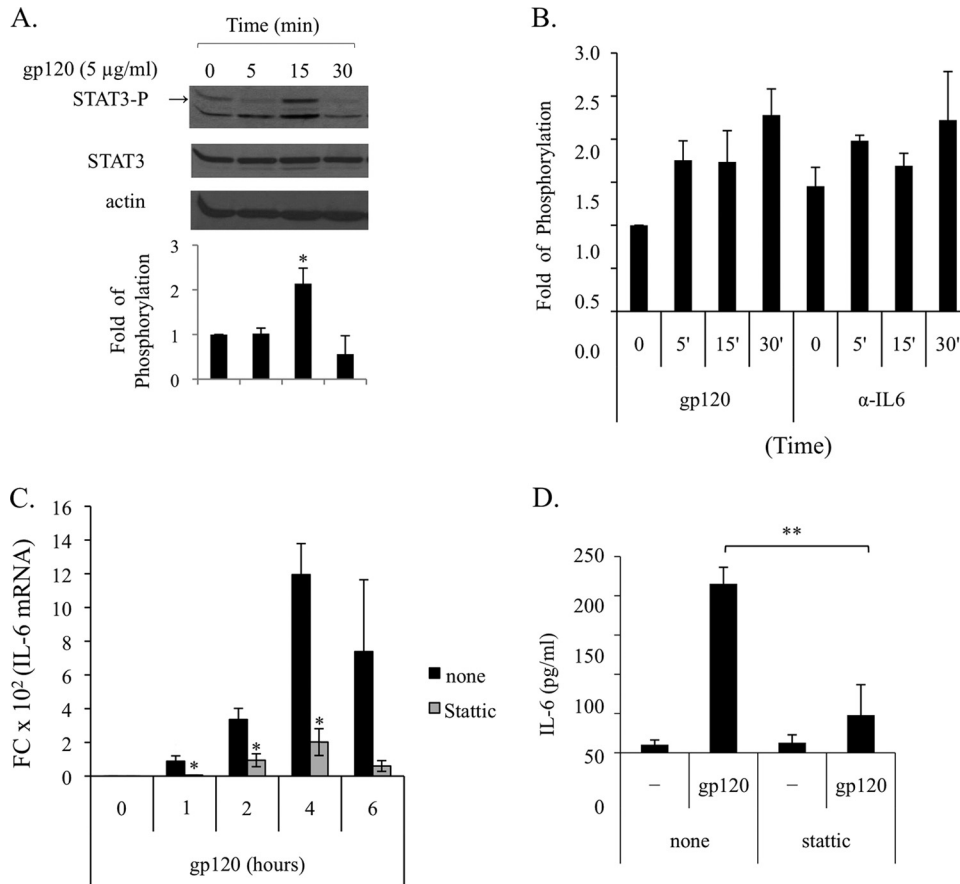 A.
Time (min)
gp120 (5 µg/ml)
0 5 15 30
STAT3-P →
STAT3
actin
Fold of
Phosphorylation
3
2
1
0
*
B.
Fold of Phosphorylation
3.0
2.5
2.0
1.5
1.0
0.5
0.0
0 5' 15' 30' 0 5' 15' 30'
gp120 α-IL6
(Time)
C.
FC x 10² (IL-6 mRNA)
16
14
12
10
8
6
4
2
0
* * *
none
Stattic
0 1 2 4 6
gp120 (hours)
D.
**
IL-6 (pg/ml)
250
200
150
100
50
0
– gp120 – gp120
none stattic